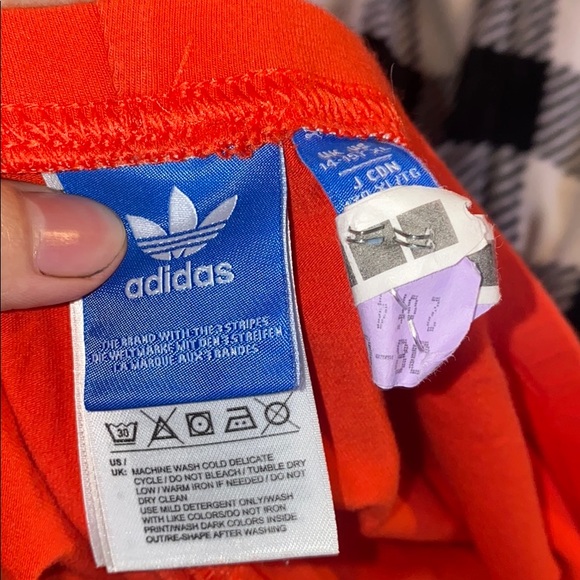 adidas
THE BRAND WITH THE 3 STRIPES
DIE WELTMARKE MIT DEN 3 STREIFEN
LA MARQUE AUX 3 BANDES
30
US /
UK: MACHINE WASH COLD DELICATE
CYCLE / DO NOT BLEACH / TUMBLE DRY
LOW / WARM IRON IF NEEDED / DO NOT
DRY CLEAN
USE MILD DETERGENT ONLY/WASH
WITH LIKE COLORS/DO NOT IRON
PRINT/WASH DARK COLORS INSIDE
OUT/RE-SHAPE AFTER WASHING
J CDN